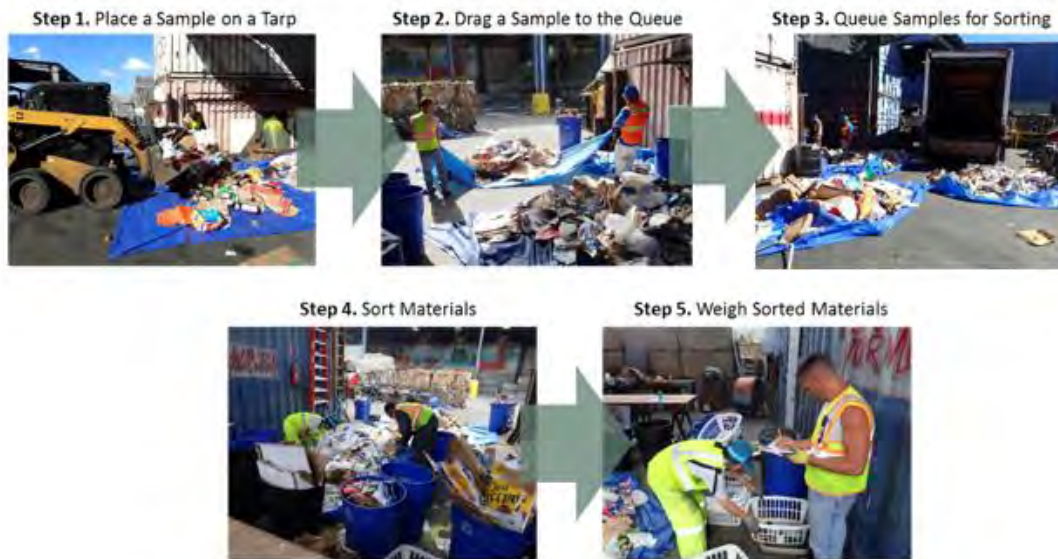 Step 1. Place a Sample on a Tarp
Step 2. Drag a Sample to the Queue
Step 3. Queue Samples for Sorting
Step 4. Sort Materials
Step 5. Weigh Sorted Materials